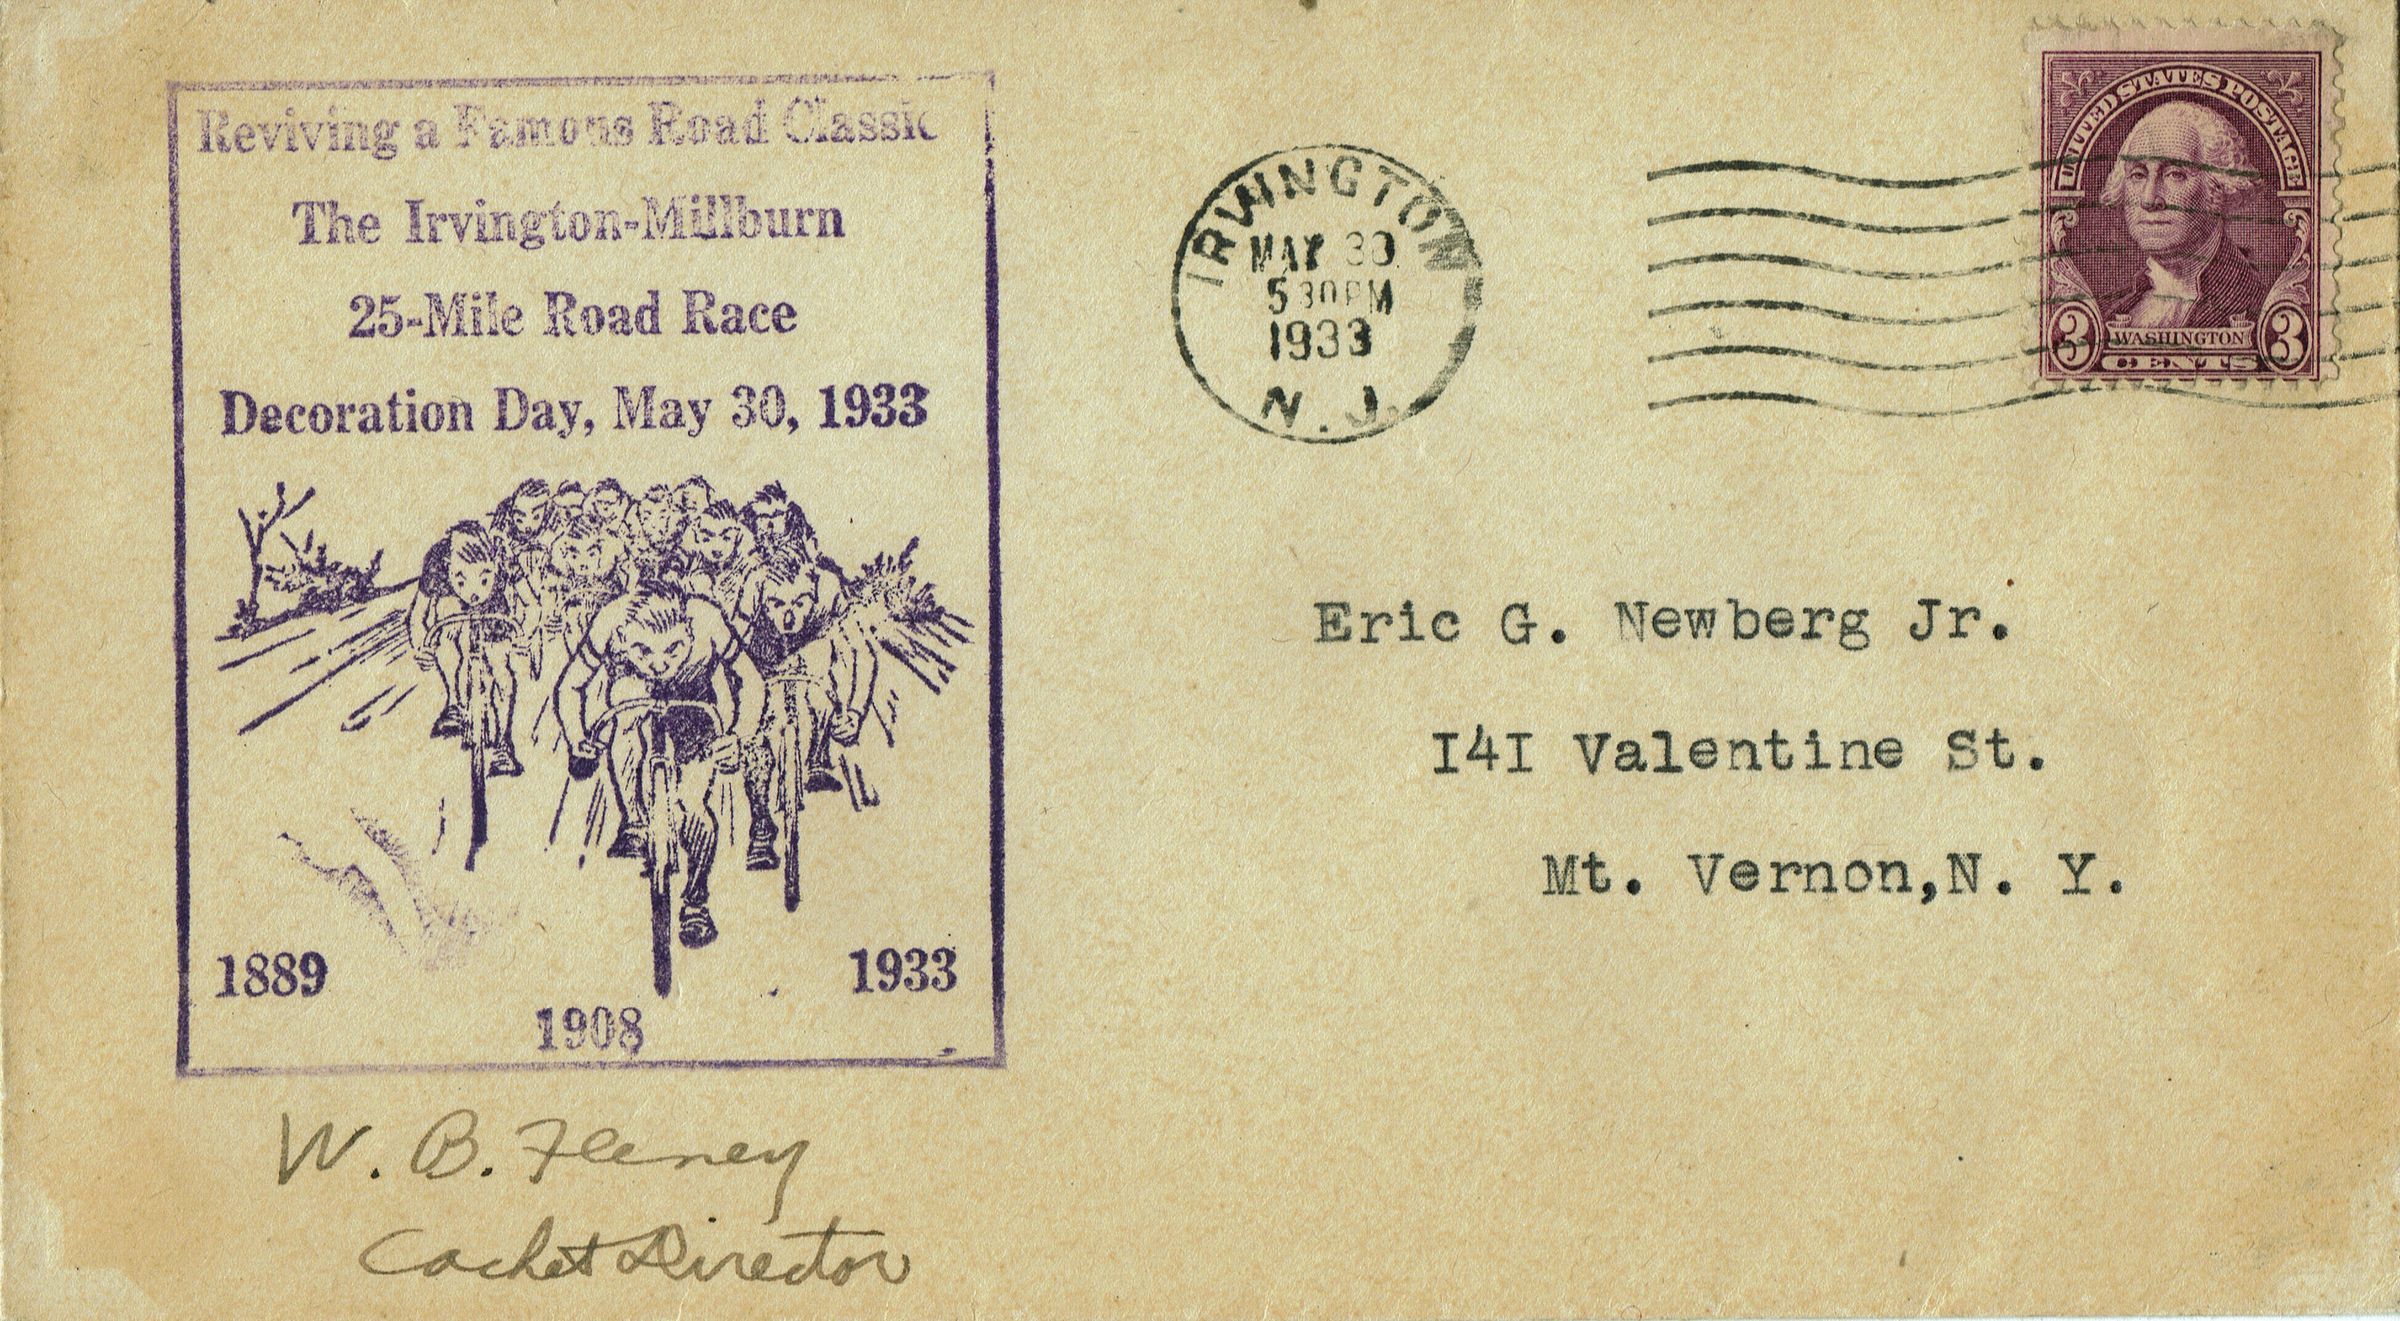 Reviving a Famous Road Classic
The Irvington-Millburn
25-Mile Road Race
Decoration Day, May 30, 1933
1889
1933
1908
W. B. Fleney
Cachet Director
IRVINGTON
MAY 30
5 30 PM
1933
N. J.
UNITED STATES POSTAGE
3 WASHINGTON 3
CENTS
Eric G. Newberg Jr.
I4I Valentine St.
Mt. Vernon,N. Y.